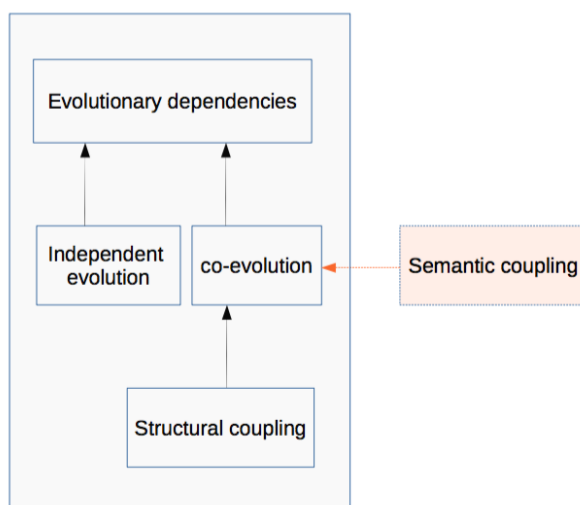 Evolutionary dependencies
Independent
evolution
co-evolution
Semantic coupling
Structural coupling